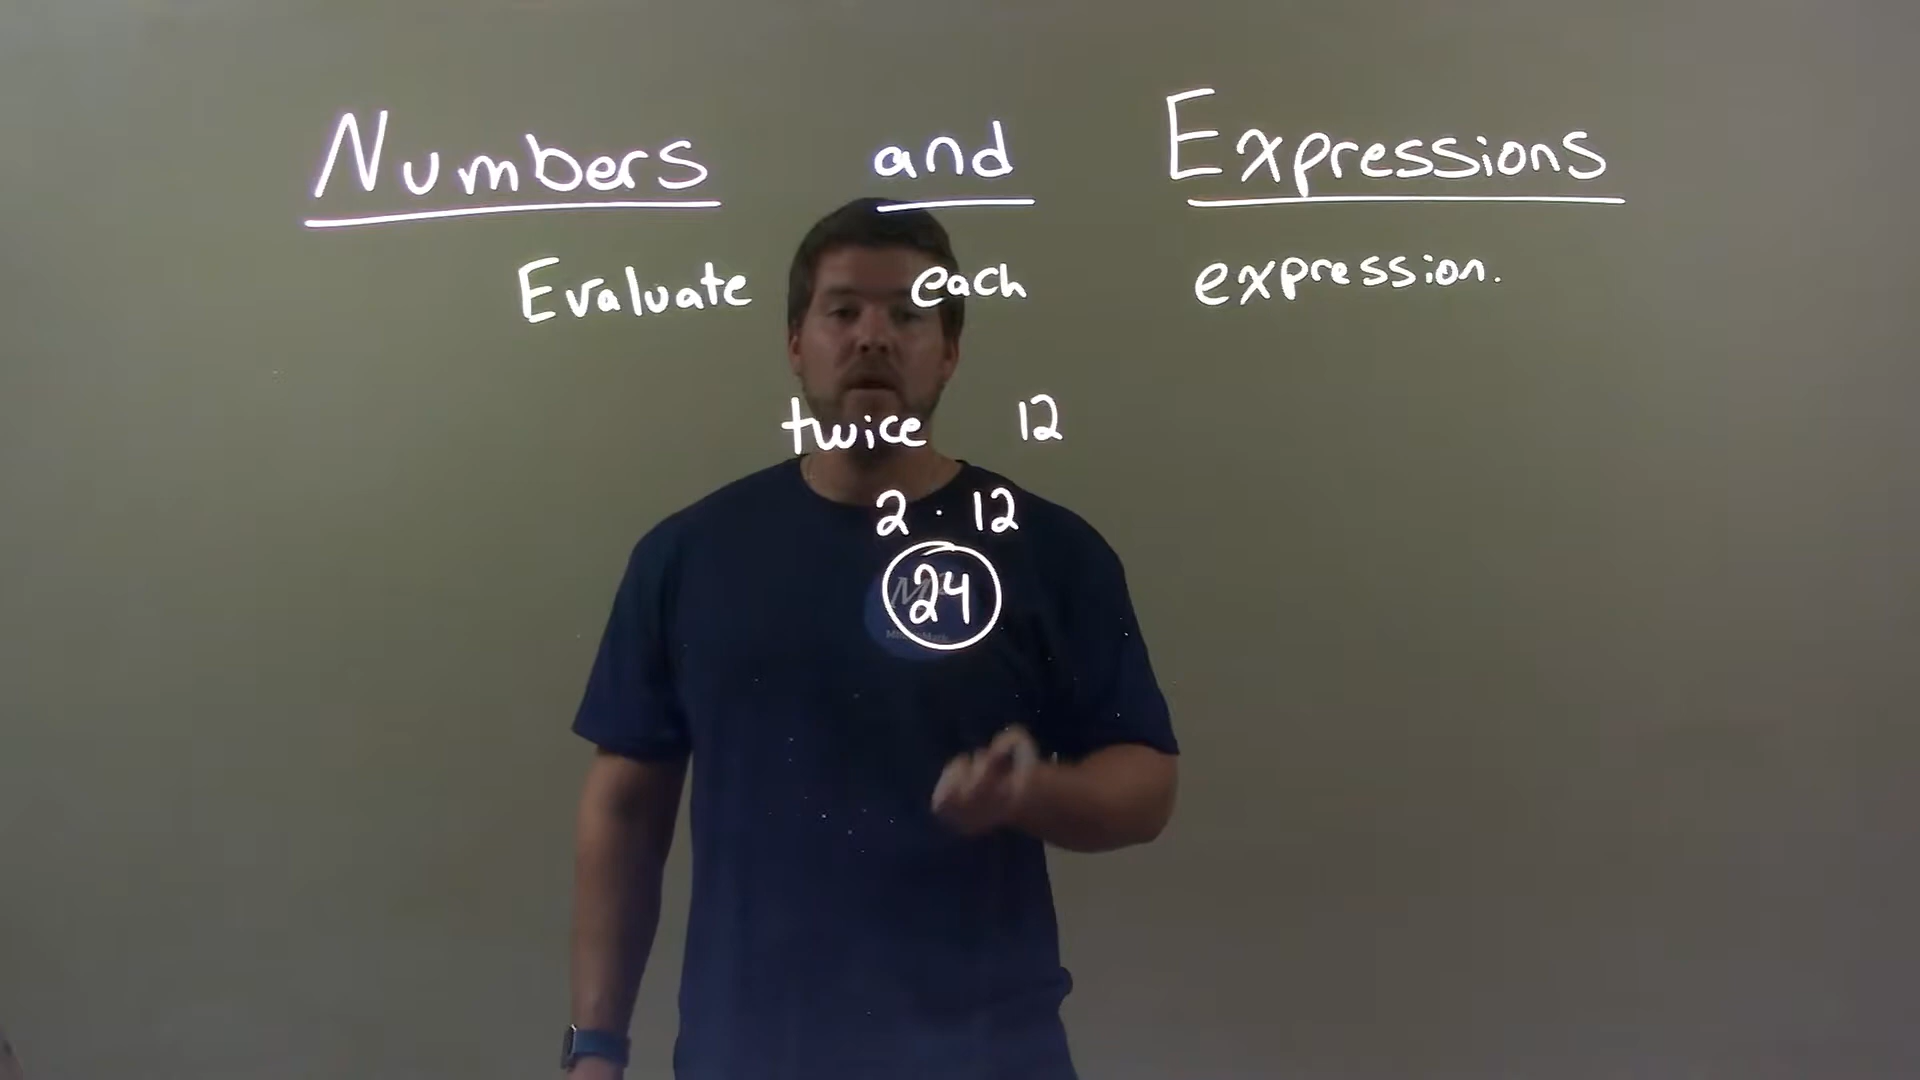 Numbers and Expressions
Evaluate each expression.
twice 12
2 · 12
24